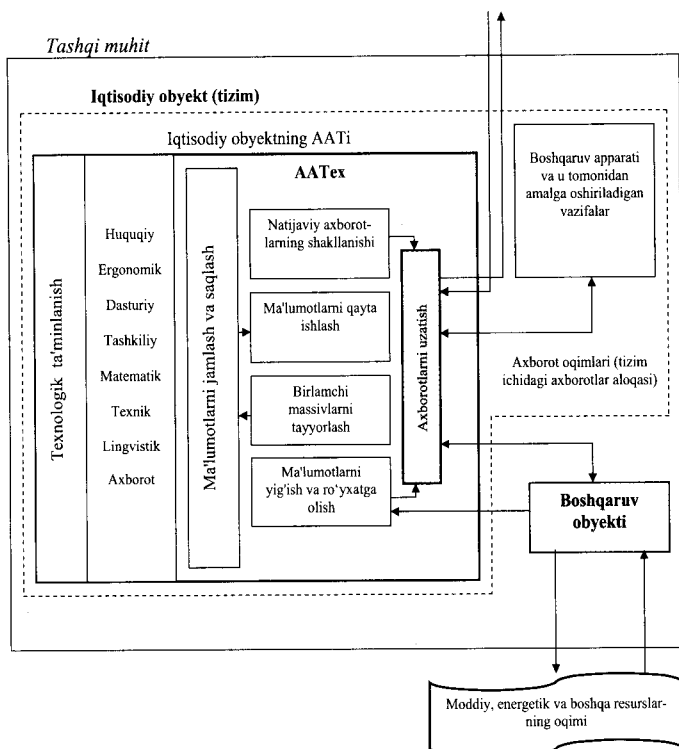 Tashqi muhit
Iqtisodiy obyekt (tizim)
Iqtisodiy obyektning AATi
AATex
Texnologik ta'minlanish
Huquqiy
Ergonomik
Dasturiy
Tashkiliy
Matematik
Texnik
Lingvistik
Axborot
Ma'lumotlarni jamlash va saqlash
Natijaviy axborot-
larning shakllanishi
Ma'lumotlarni qayta
ishlash
Birlamchi
massivlarni
tayyorlash
Ma'lumotlarni
yig'ish va ro‘yxatga
olish
Axborotlarni uzatish
Boshqaruv apparati
va u tomonidan
amalga oshiriladigan
vazifalar
Axborot oqimlari (tizim
ichidagi axborotlar aloqasi)
Boshqaruv
obyekti
Moddiy, energetik va boshqa resurslar-
ning oqimi